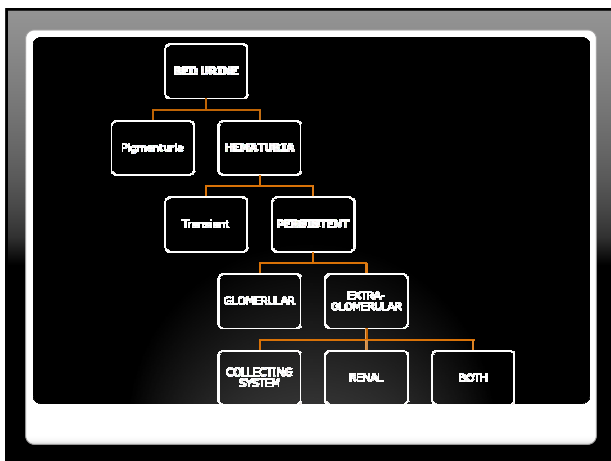 RED URINE
Pigmenturia
HEMATURIA
Transient
PERSISTENT
GLOMERULAR
EXTRA-
GLOMERULAR
COLLECTING
SYSTEM
RENAL
BOTH